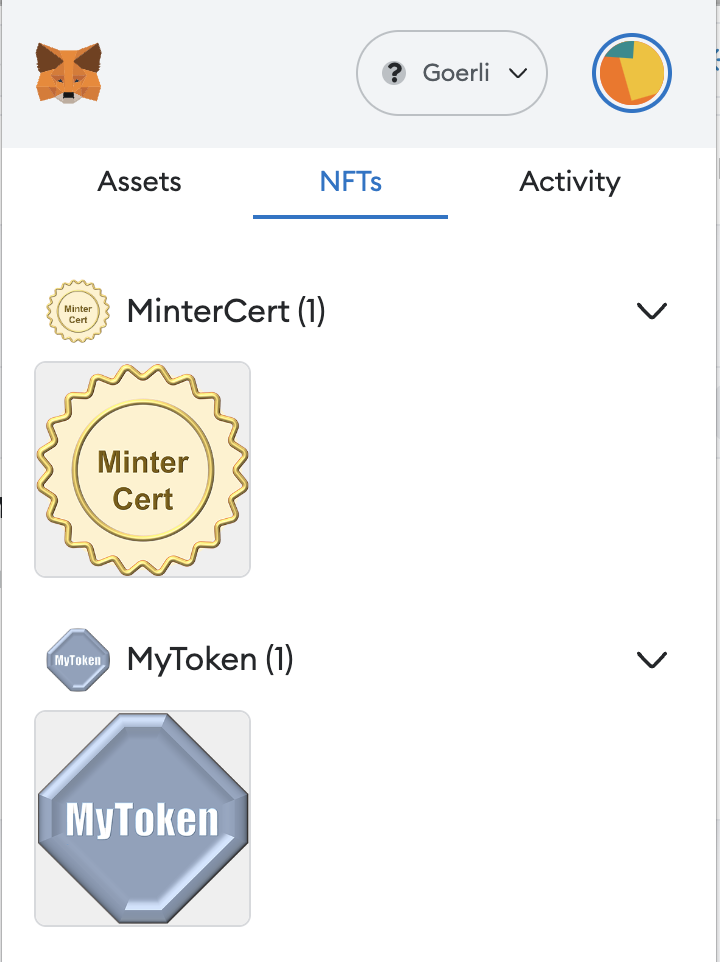 ? Goerli
Assets NFTs Activity
Minter
Cert
MinterCert (1)
Minter
Cert
MyToken
MyToken (1)
MyToken